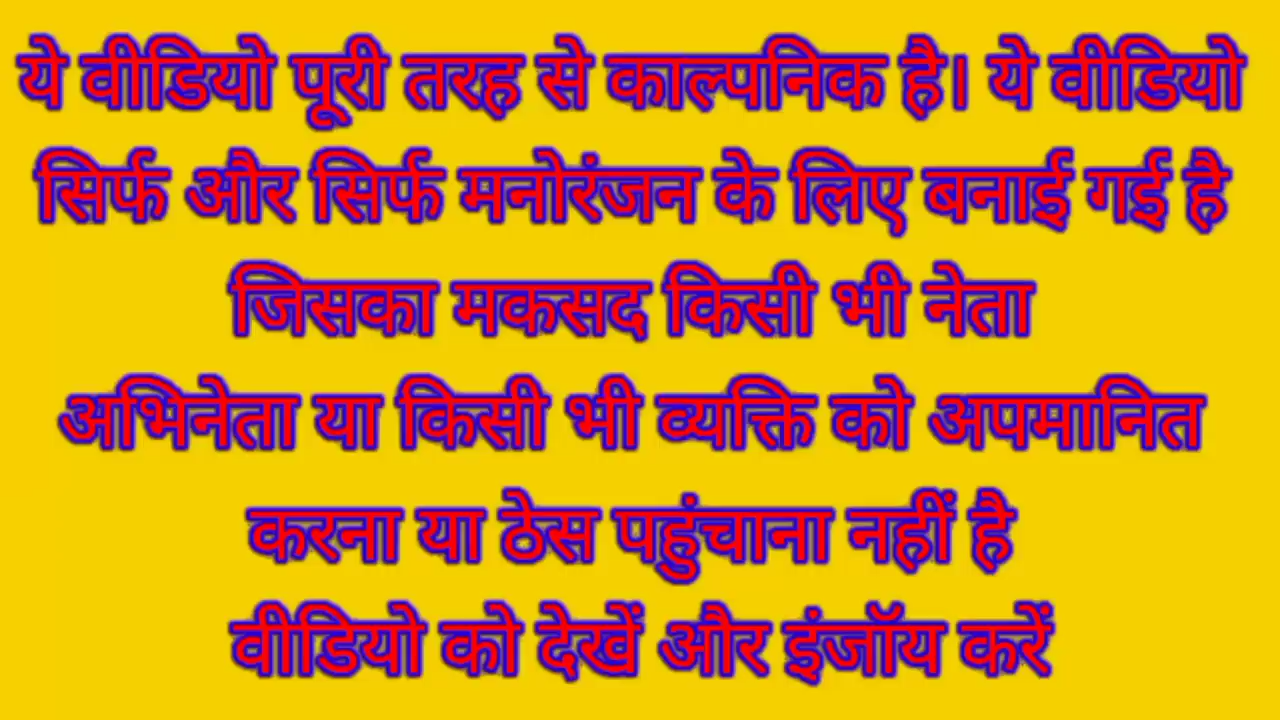 ये वीडियो पूरी तरह से काल्पनिक है। ये वीडियो
सिर्फ और सिर्फ मनोरंजन के लिए बनाई गई है
जिसका मकसद किसी भी नेता
अभिनेता या किसी भी व्यक्ति को अपमानित
करना या ठेस पहुंचाना नहीं है
वीडियो को देखें और इंजॉय करें